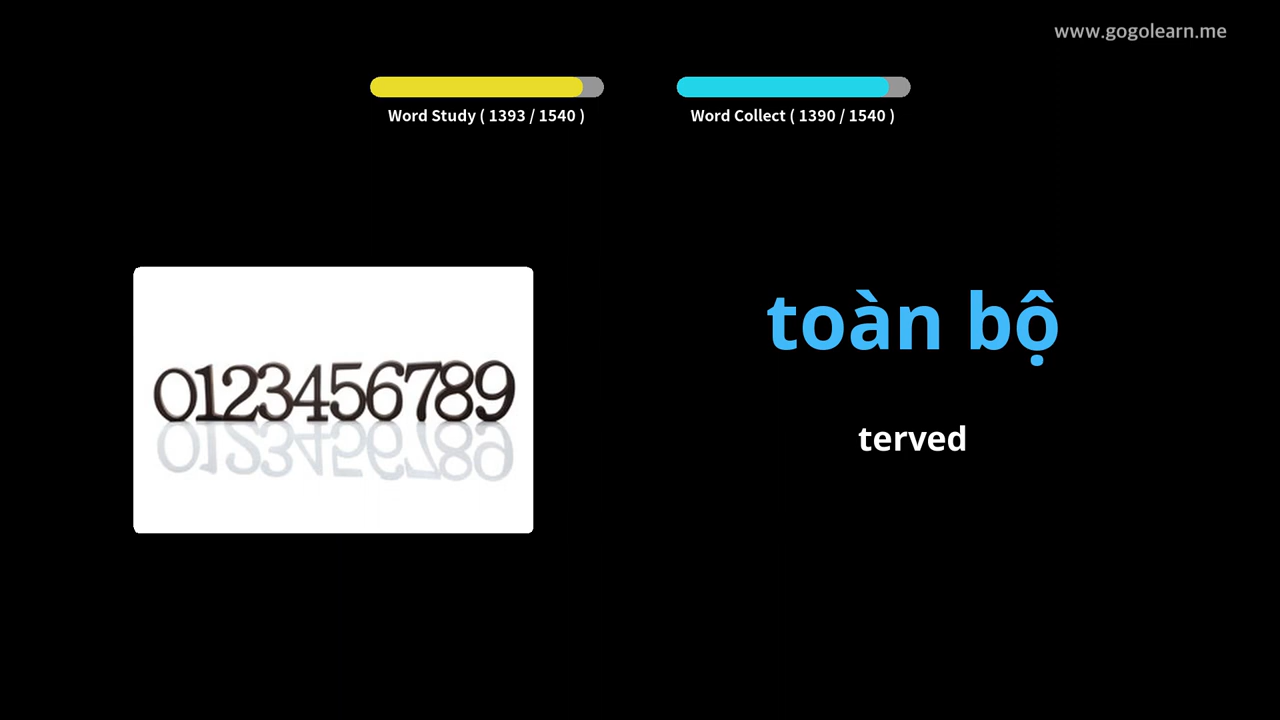 www.gogolearn.me
Word Study ( 1393 / 1540 )
Word Collect ( 1390 / 1540 )
0123456789
toàn bộ
terved